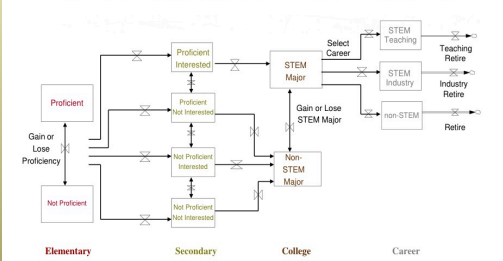 Proficient
Not Proficient
Gain or
Lose
Proficiency
Proficient
Interested
Proficient
Not Interested
Not Proficient
Interested
Not Proficient
Not Interested
STEM
Major
Gain or Lose
STEM Major
Non-
STEM
Major
Select
Career
STEM
Teaching
STEM
Industry
non-STEM
Teaching
Retire
Industry
Retire
Retire
Elementary
Secondary
College
Career